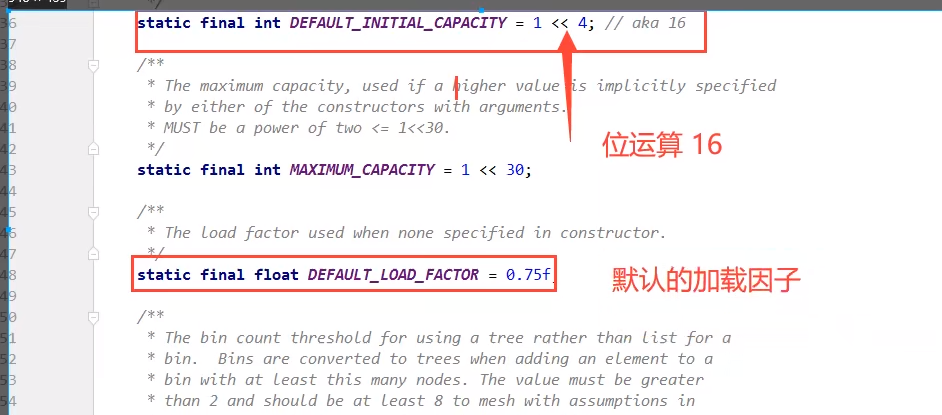 */
36 static final int DEFAULT_INITIAL_CAPACITY = 1 << 4; // aka 16
37
38 /**
39 * The maximum capacity, used if a higher value is implicitly specified
40 * by either of the constructors with arguments.
41 * MUST be a power of two <= 1<<30.
42 */
位运算 16
43 static final int MAXIMUM_CAPACITY = 1 << 30;
44
45 /**
46 * The load factor used when none specified in constructor.
47 */
48 static final float DEFAULT_LOAD_FACTOR = 0.75f
默认的加载因子
49
50 /**
51 * The bin count threshold for using a tree rather than list for a
52 * bin. Bins are converted to trees when adding an element to a
53 * bin with at least this many nodes. The value must be greater
54 * than 2 and should be at least 8 to mesh with assumptions in